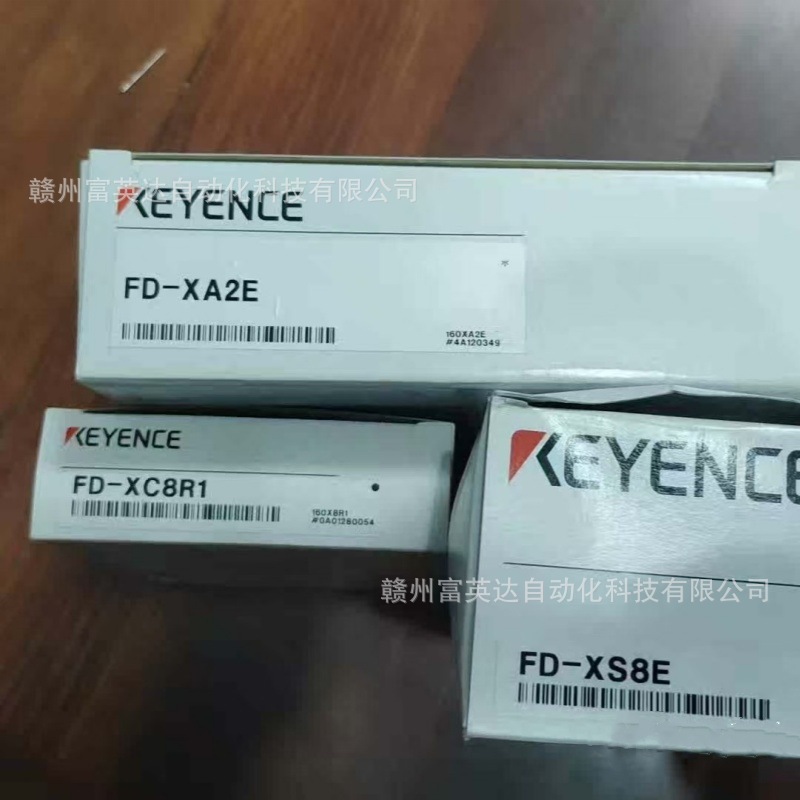 赣州富英达自动化科技有限公司
KEYENCE
FD-XA2E
160XA2E
#4A120349
KEYENCE
FD-XC8R1
160X8R1
#0A01260054
KEYENCE
赣州富英达自动化科技有限公司
FD-XS8E